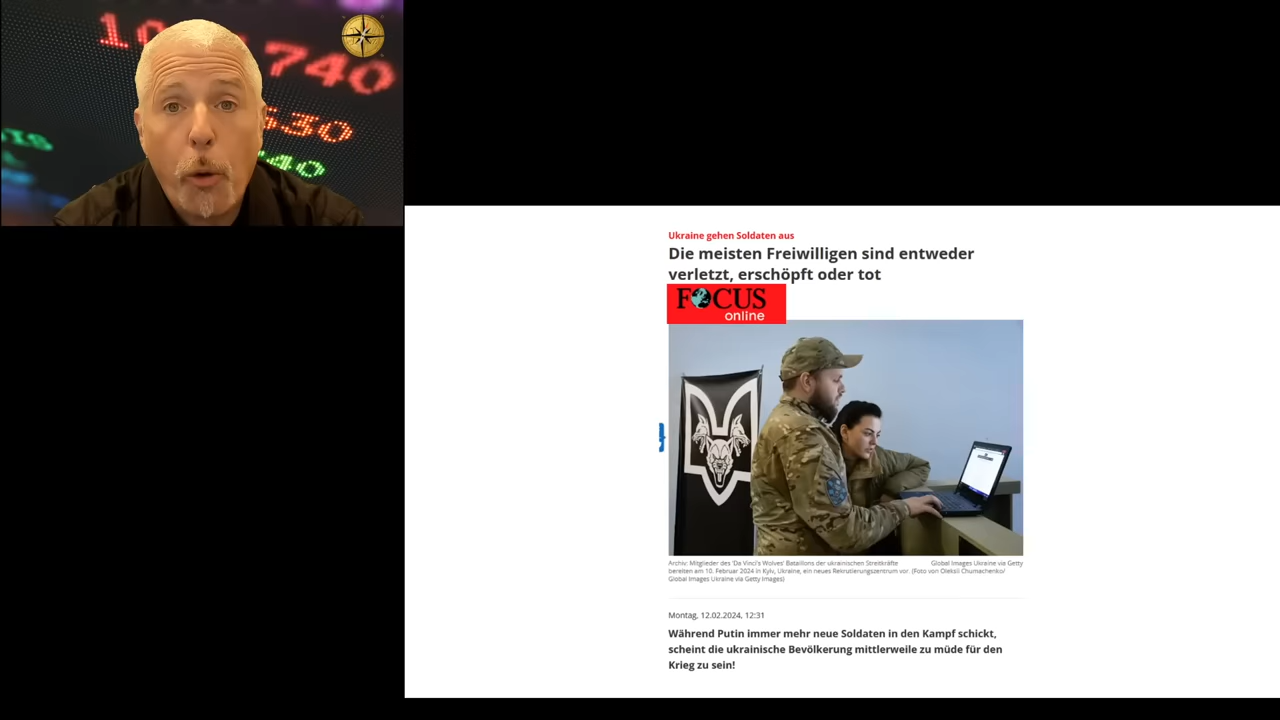 740
530
40
Ukraine gehen Soldaten aus
Die meisten Freiwilligen sind entweder
verletzt, erschöpft oder tot
FOCUS
online
Archiv: Mitglieder des 'Da Vinci's Wolves' Bataillons der ukrainischen Streitkräfte
Global Images Ukraine via Getty
bereiten am 10. Februar 2024 in Kyiv, Ukraine, ein neues Rekrutierungszentrum vor. (Foto von Oleksii Chumachenko/
Global Images Ukraine via Getty Images)
Montag, 12.02.2024, 12:31
Während Putin immer mehr neue Soldaten in den Kampf schickt,
scheint die ukrainische Bevölkerung mittlerweile zu müde für den
Krieg zu sein!